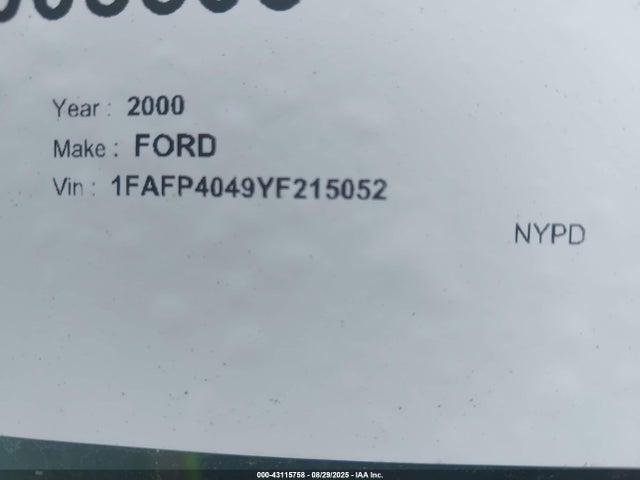 Year : 2000
Make : FORD
Vin : 1FAFP4049YF215052
NYPD
000-43115758 - 08/29/2025 - IAA Inc.